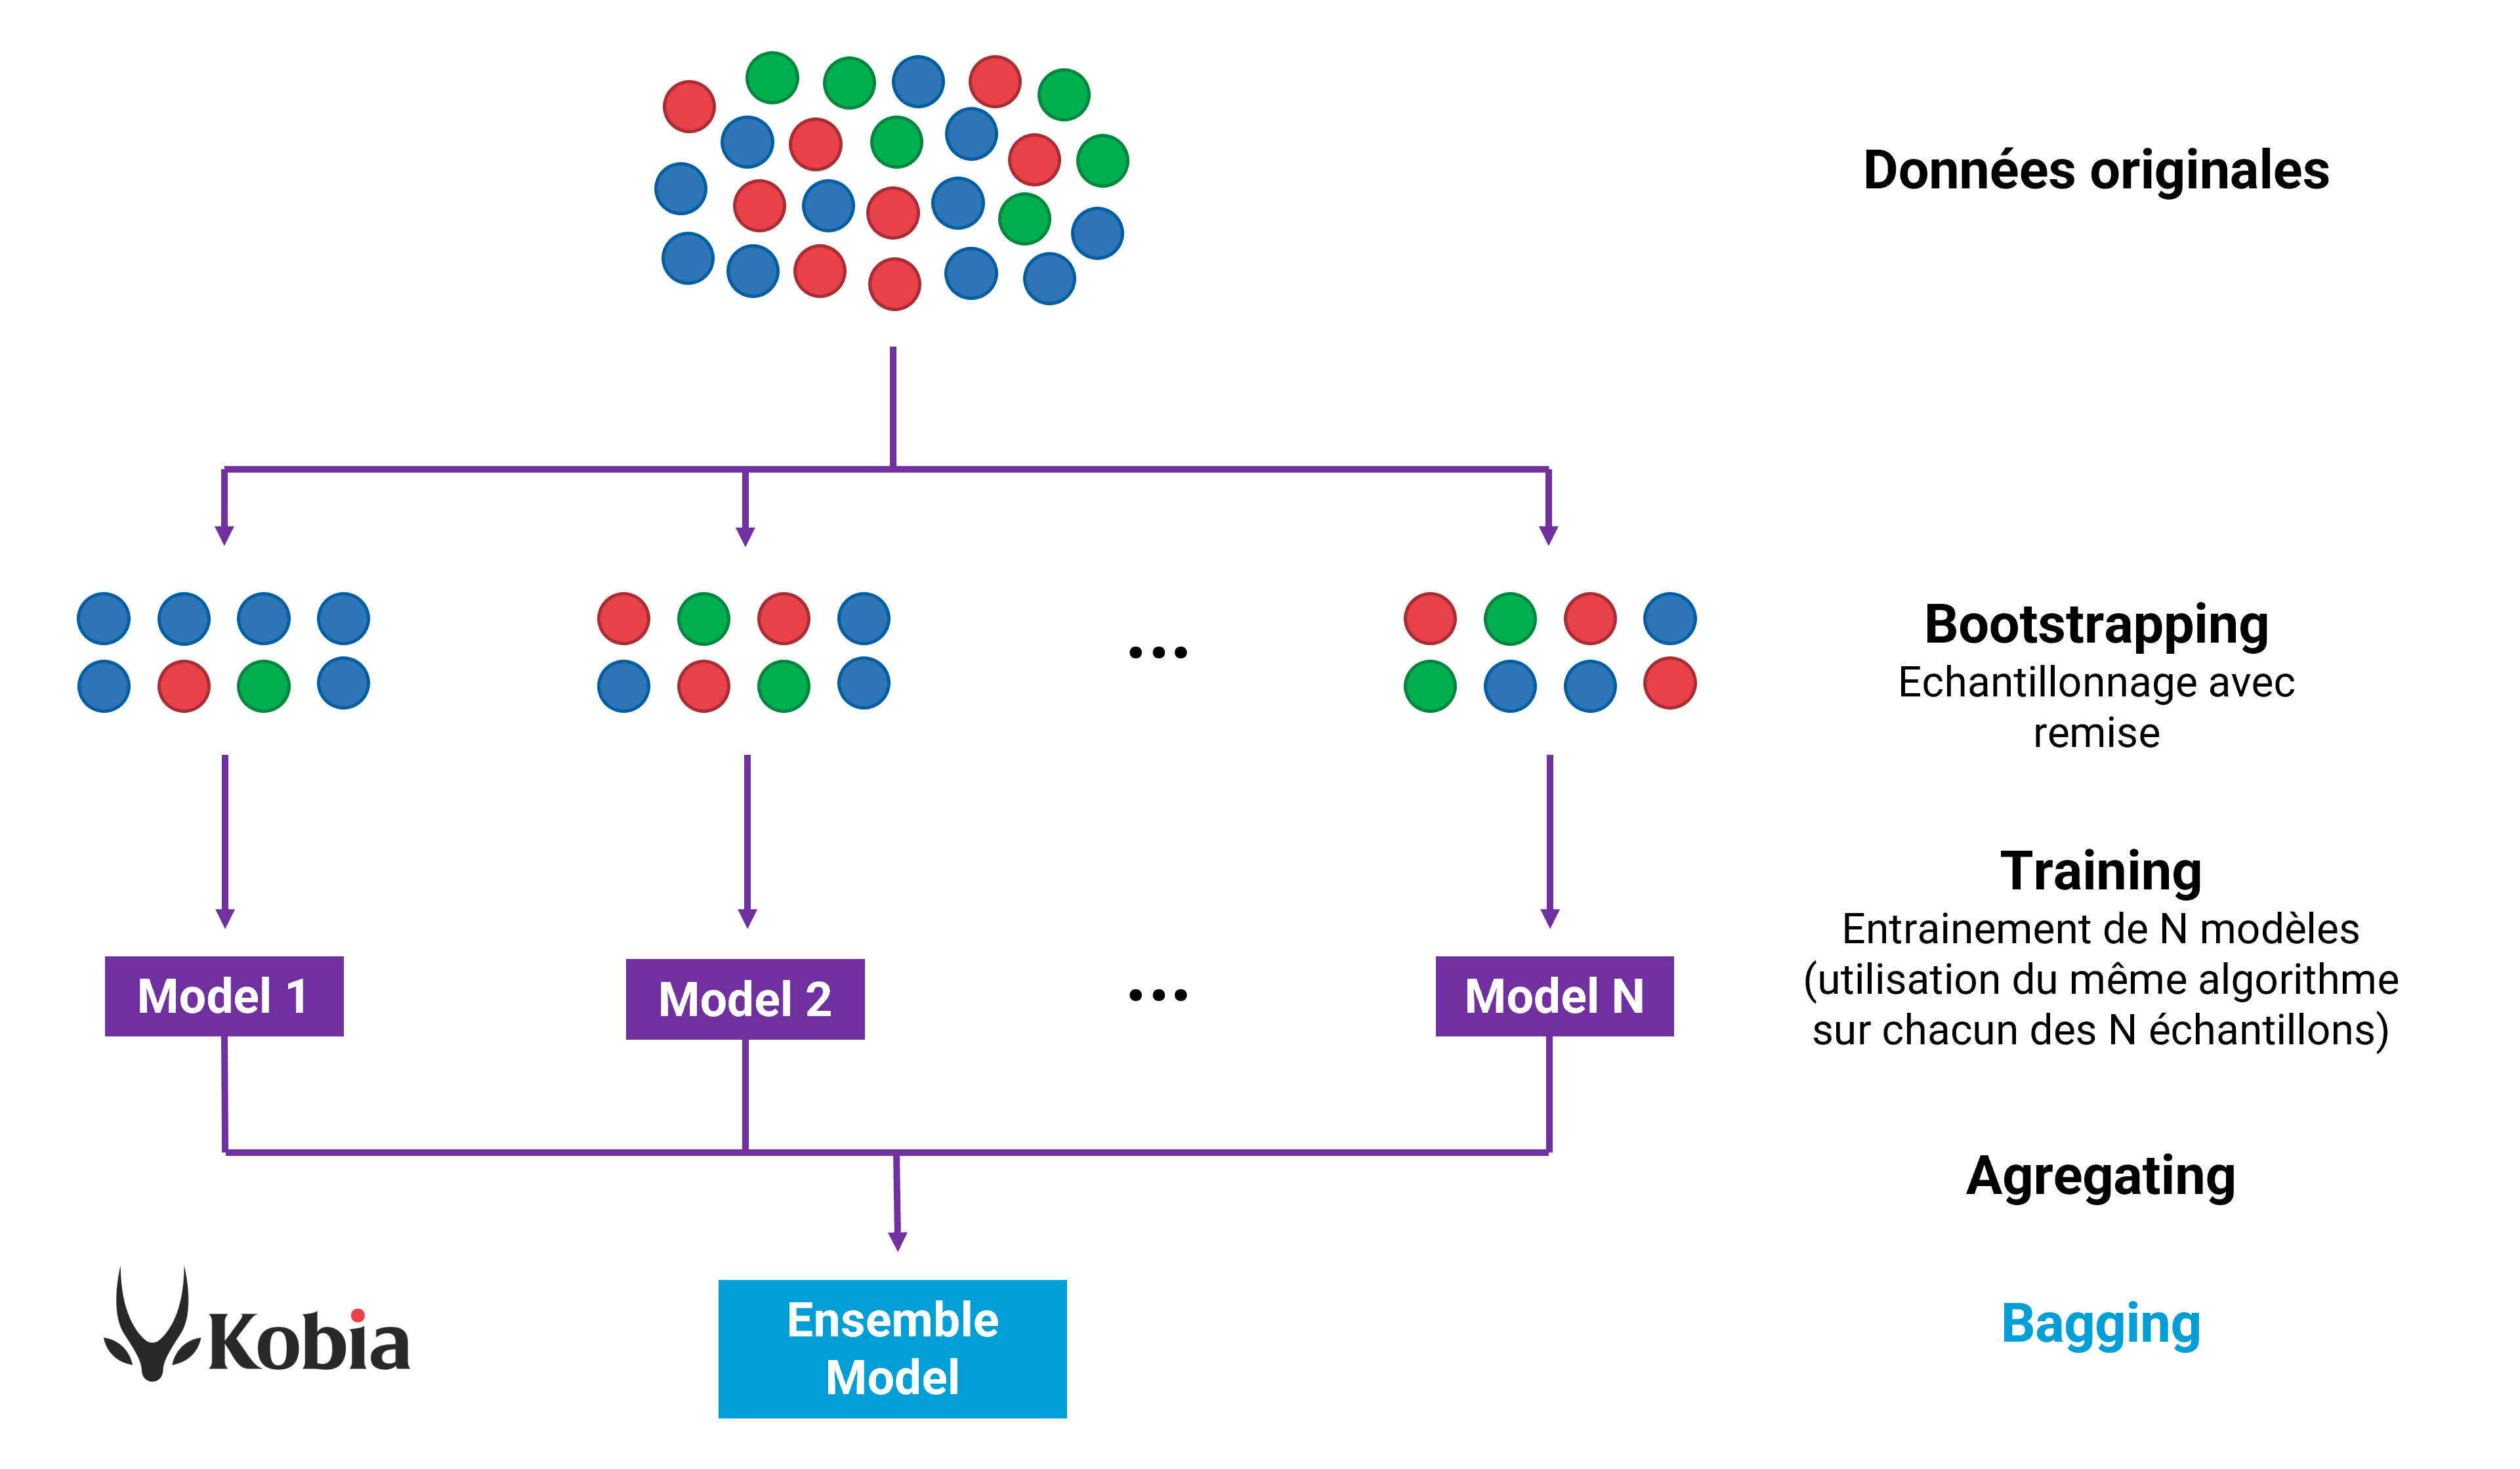 Données originales
Bootstrapping
Echantillonnage avec
remise
...
Training
Entrainement de N modèles
(utilisation du même algorithme
sur chacun des N échantillons)
Model 1
Model 2
...
Model N
Agregating
Ensemble
Model
Bagging
Kobia